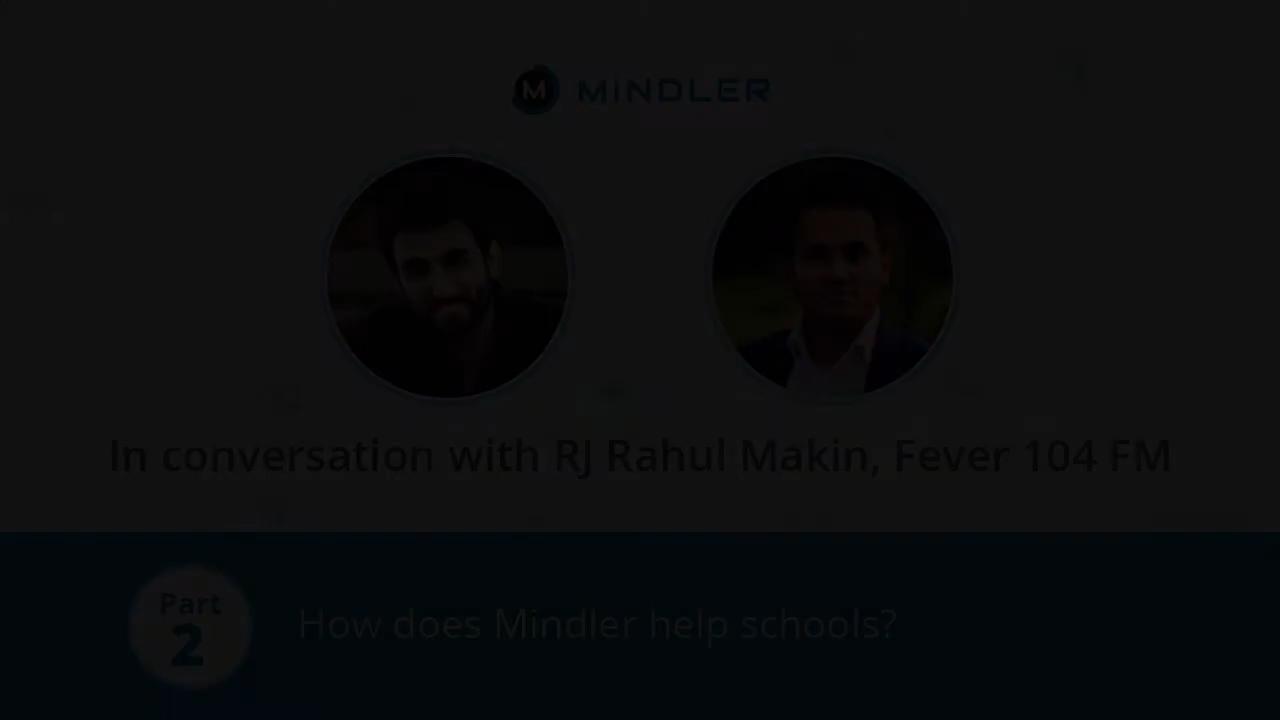 M MINDLER
In conversation with RJ Rahul Makin, Fever 104 FM
Part
2
How does Mindler help schools?